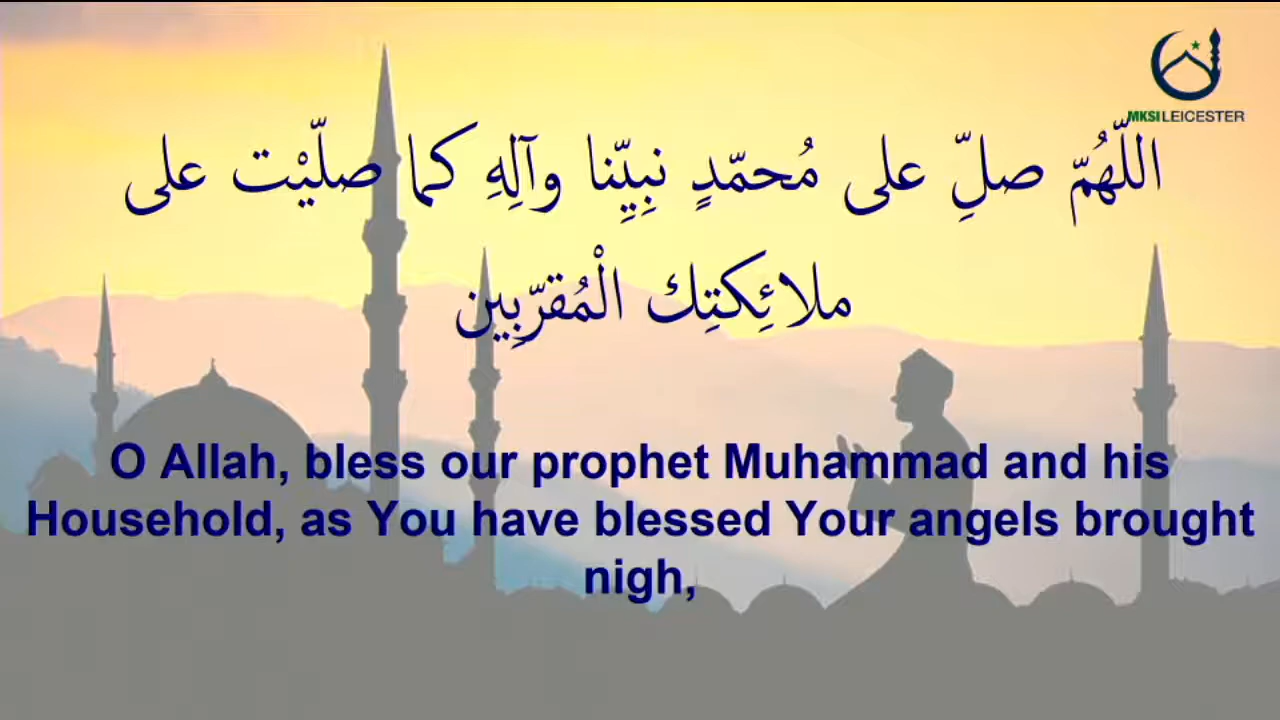 MKSI LEICESTER
اللّهُمّ صلِّ على مُحمّدٍ نبِيِّنا وآلِهِ كما صلّيْت على
ملائِكتِك الْمُقرّبِين
O Allah, bless our prophet Muhammad and his
Household, as You have blessed Your angels brought
nigh,